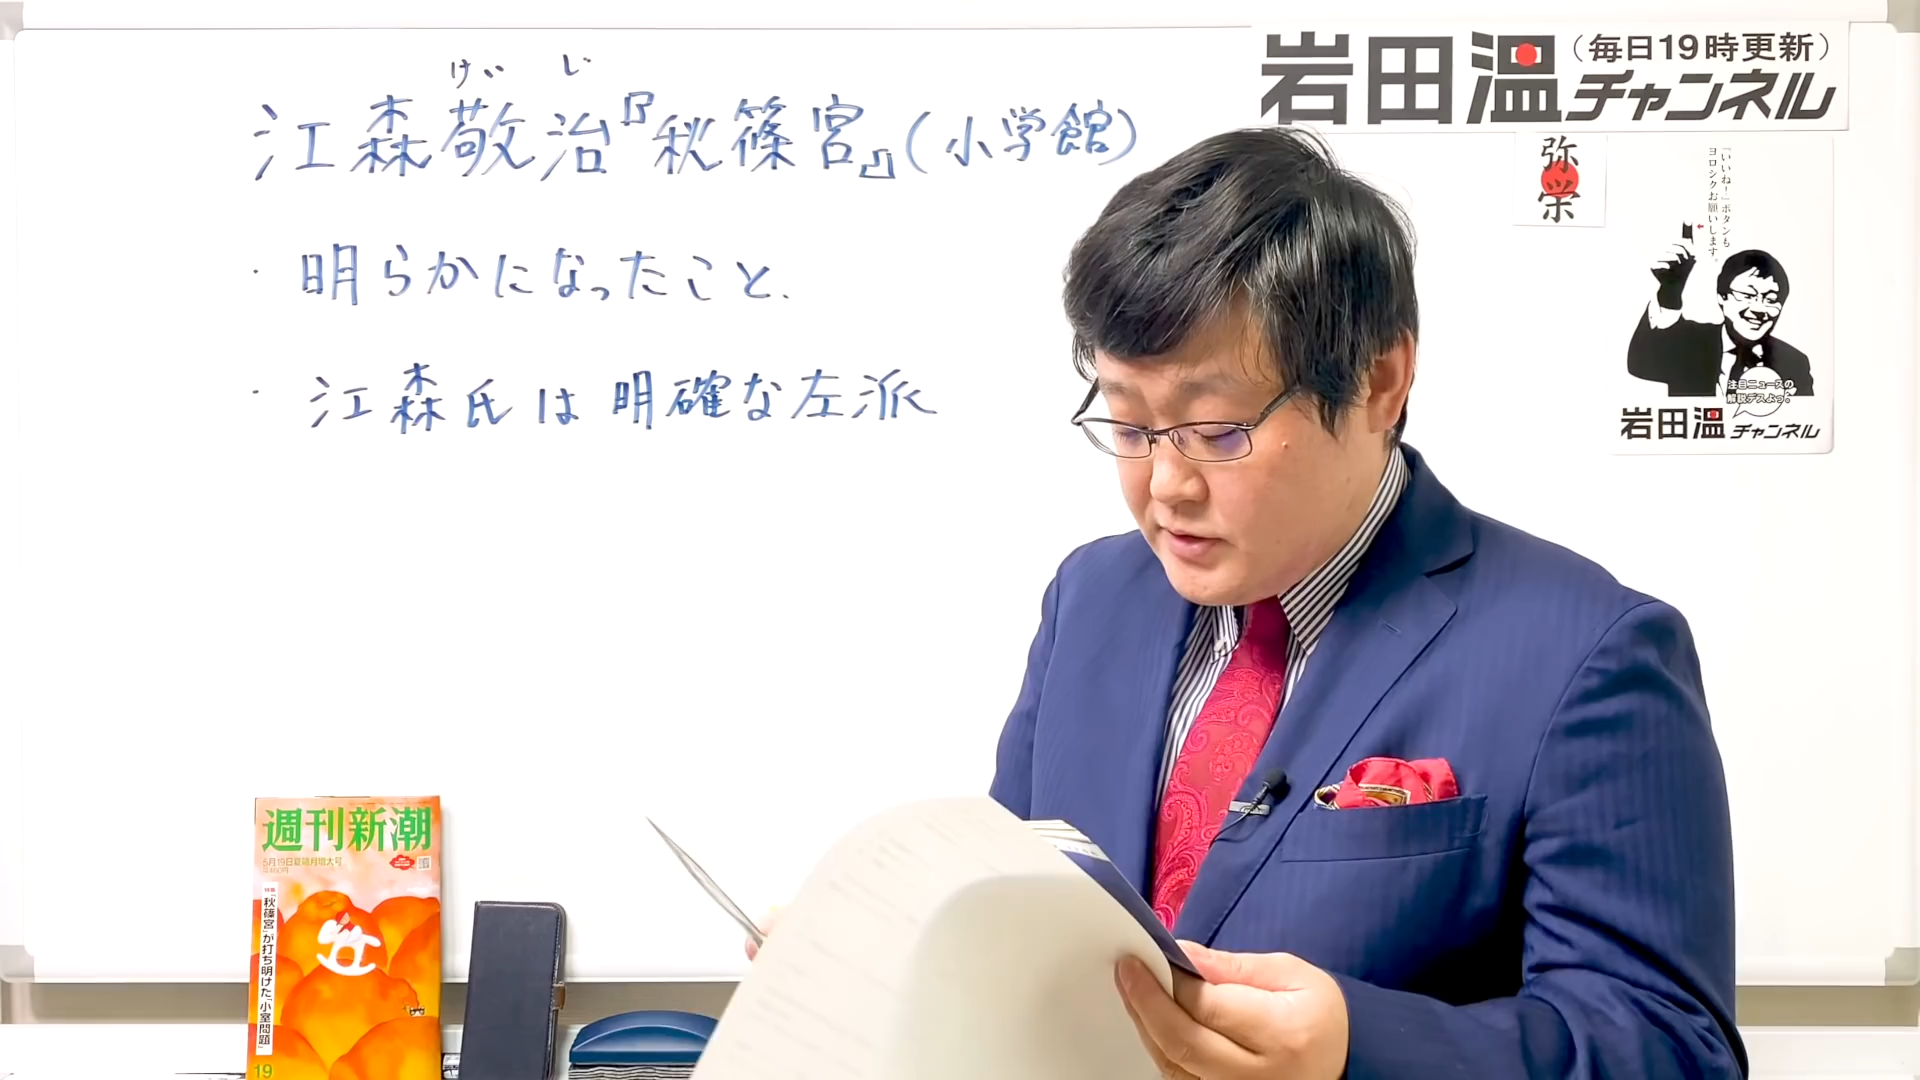 けい じ
江森敬治『秋篠宮』(小学館)
・明らかになったこと、
・江森氏は明確な左派
岩田温チャンネル
(毎日19時更新)
弥栄
「いいね!」ボタンも
ヨロシクお願いします。
注目ニュースの
解説デスよっ。
岩田温チャンネル
週刊新潮
5月19日夏端月増大号
特集「秋篠宮」が打ち明けた「小室問題」
19